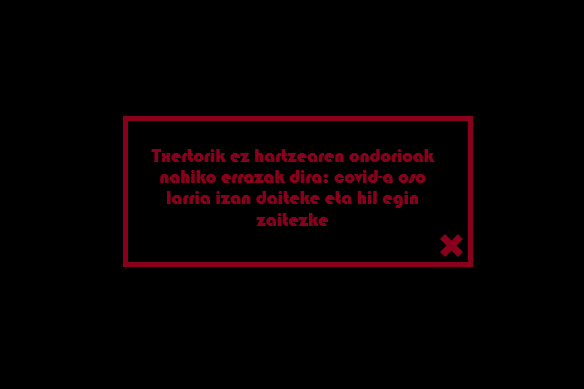 Txertorik ez hartzearen ondorioak
nahiko errazak dira: covid-a oso
larria izan daiteke eta hil egin
zaitezke